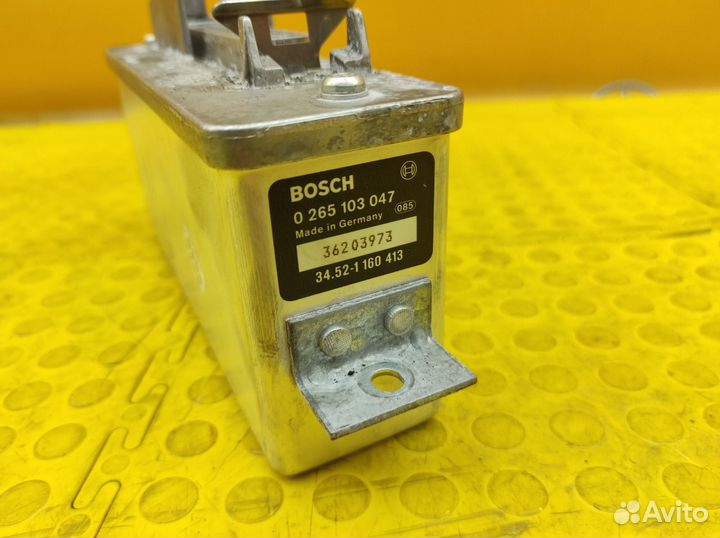 BOSCH
0 265 103 047
Made in Germany 085
36203973
34.52-1 160 413
Avito